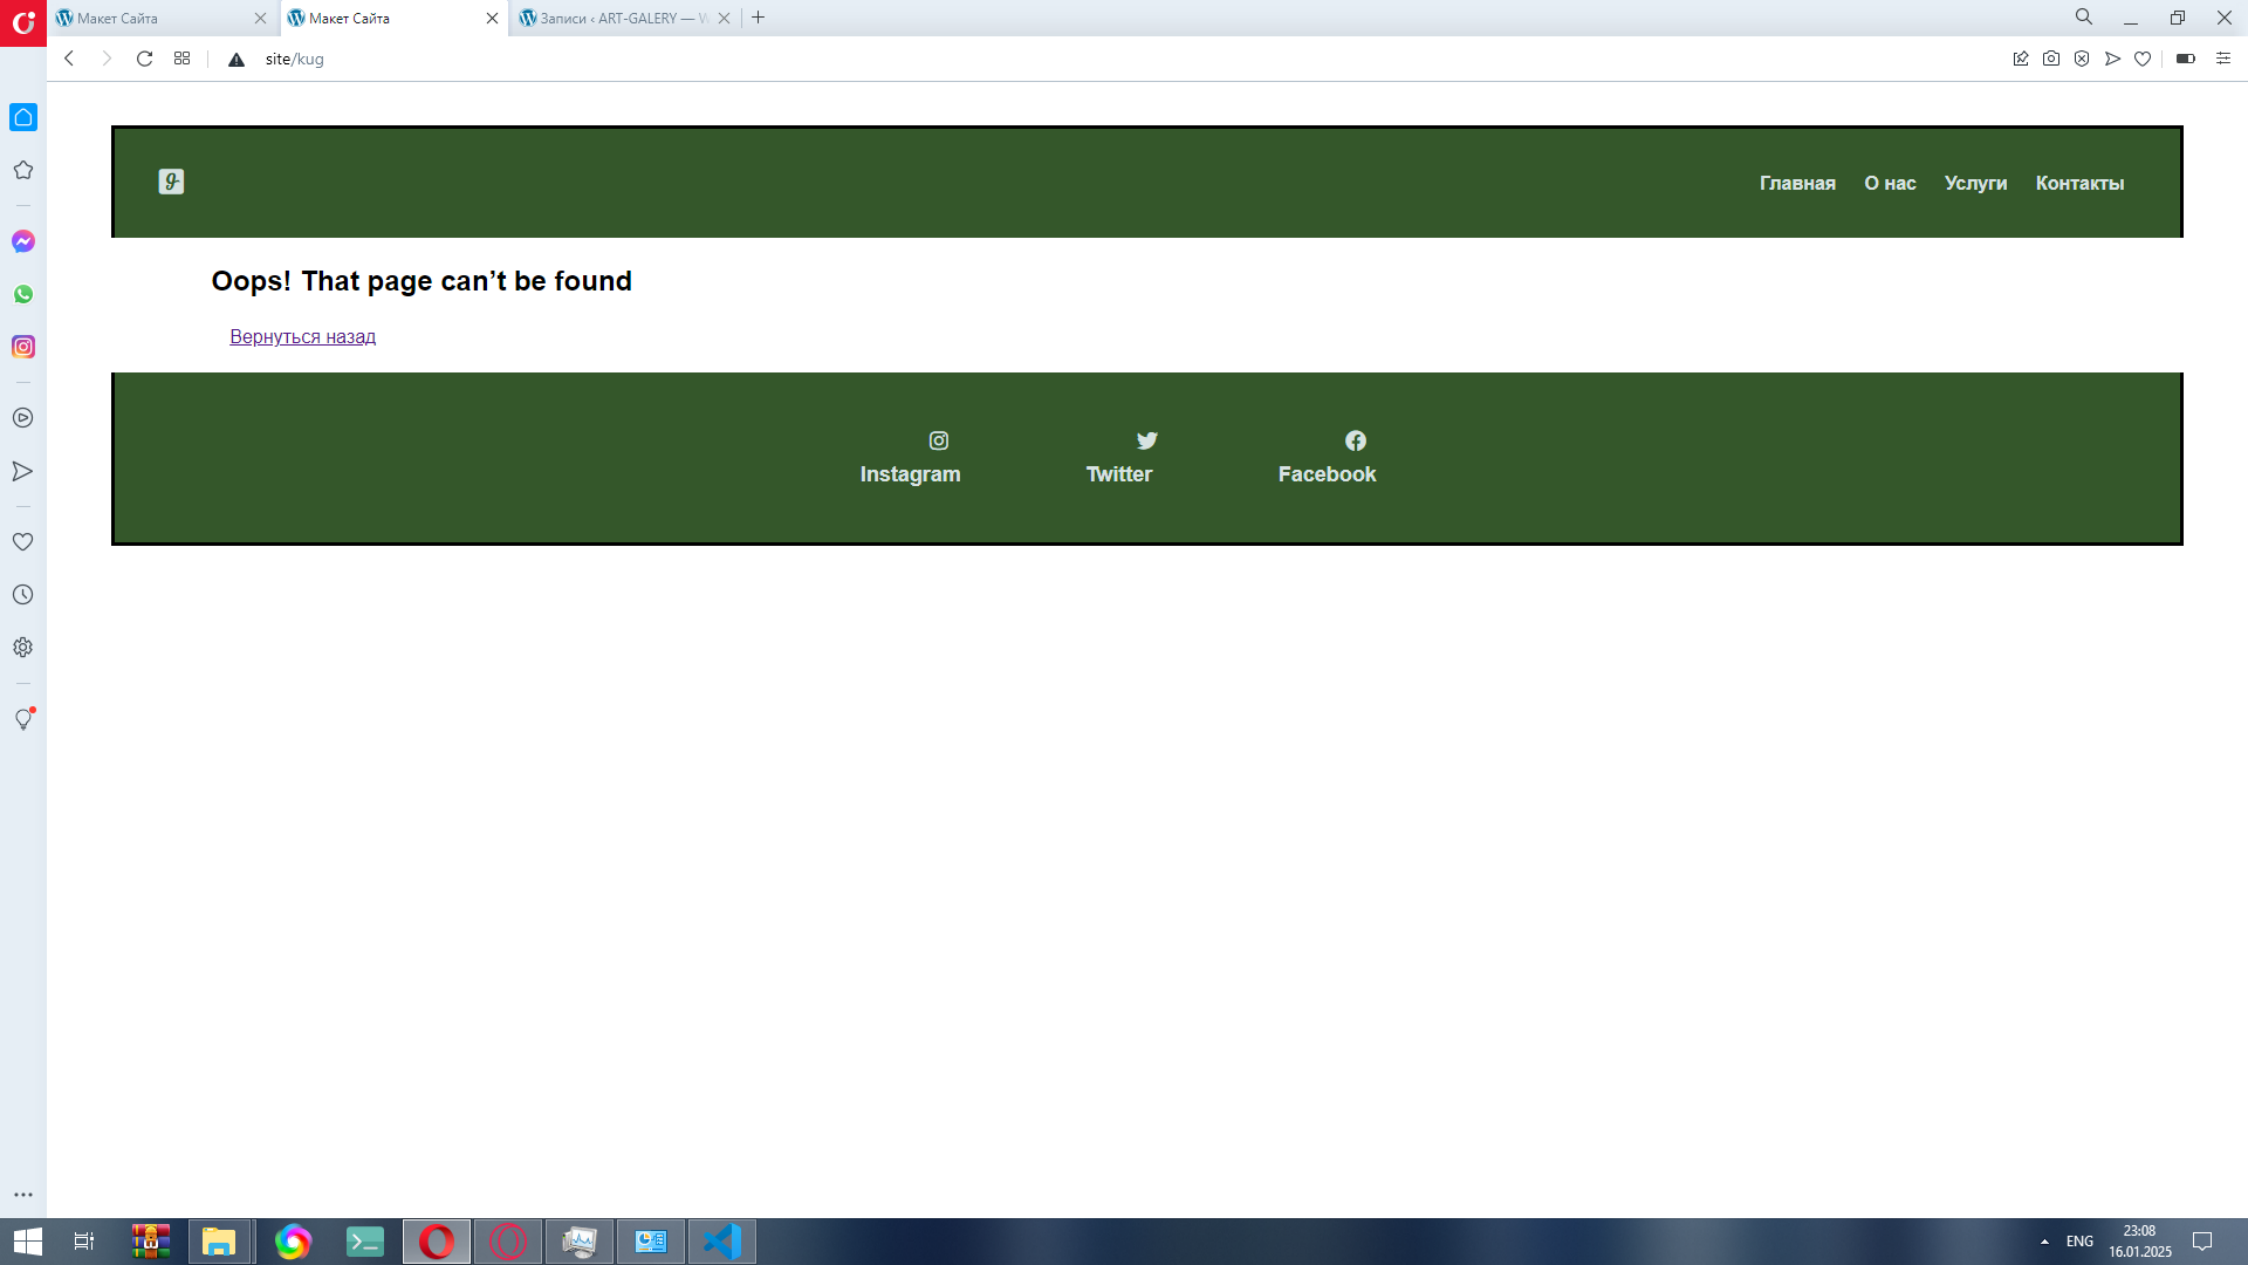 Макет Сайта
Макет Сайта
Записи ‹ ART-GALERY — W
site/kug
Главная О нас Услуги Контакты
Oops! That page can’t be found
Вернуться назад
Instagram Twitter Facebook
ENG
23:08
16.01.2025